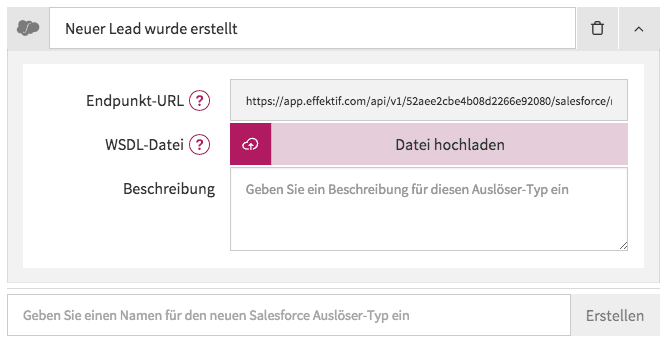 Neuer Lead wurde erstellt
Endpunkt-URL ? https://app.effektif.com/api/v1/52aee2cbe4b08d2266e92080/salesforce/
WSDL-Datei ? Datei hochladen
Beschreibung Geben Sie ein Beschreibung für diesen Auslöser-Typ ein
Geben Sie einen Namen für den neuen Salesforce Auslöser-Typ ein Erstellen